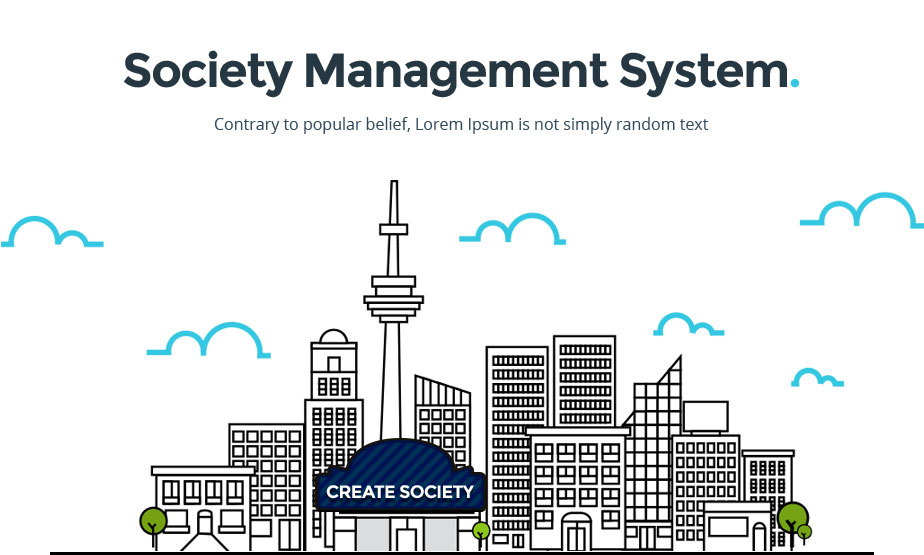 Society Management System.
Contrary to popular belief, Lorem Ipsum is not simply random text
CREATE SOCIETY